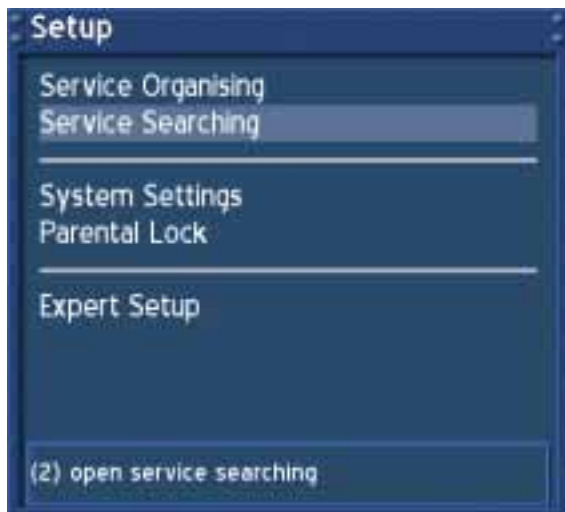 Setup
Service Organising
Service Searching
System Settings
Parental Lock
Expert Setup
(2) open service searching